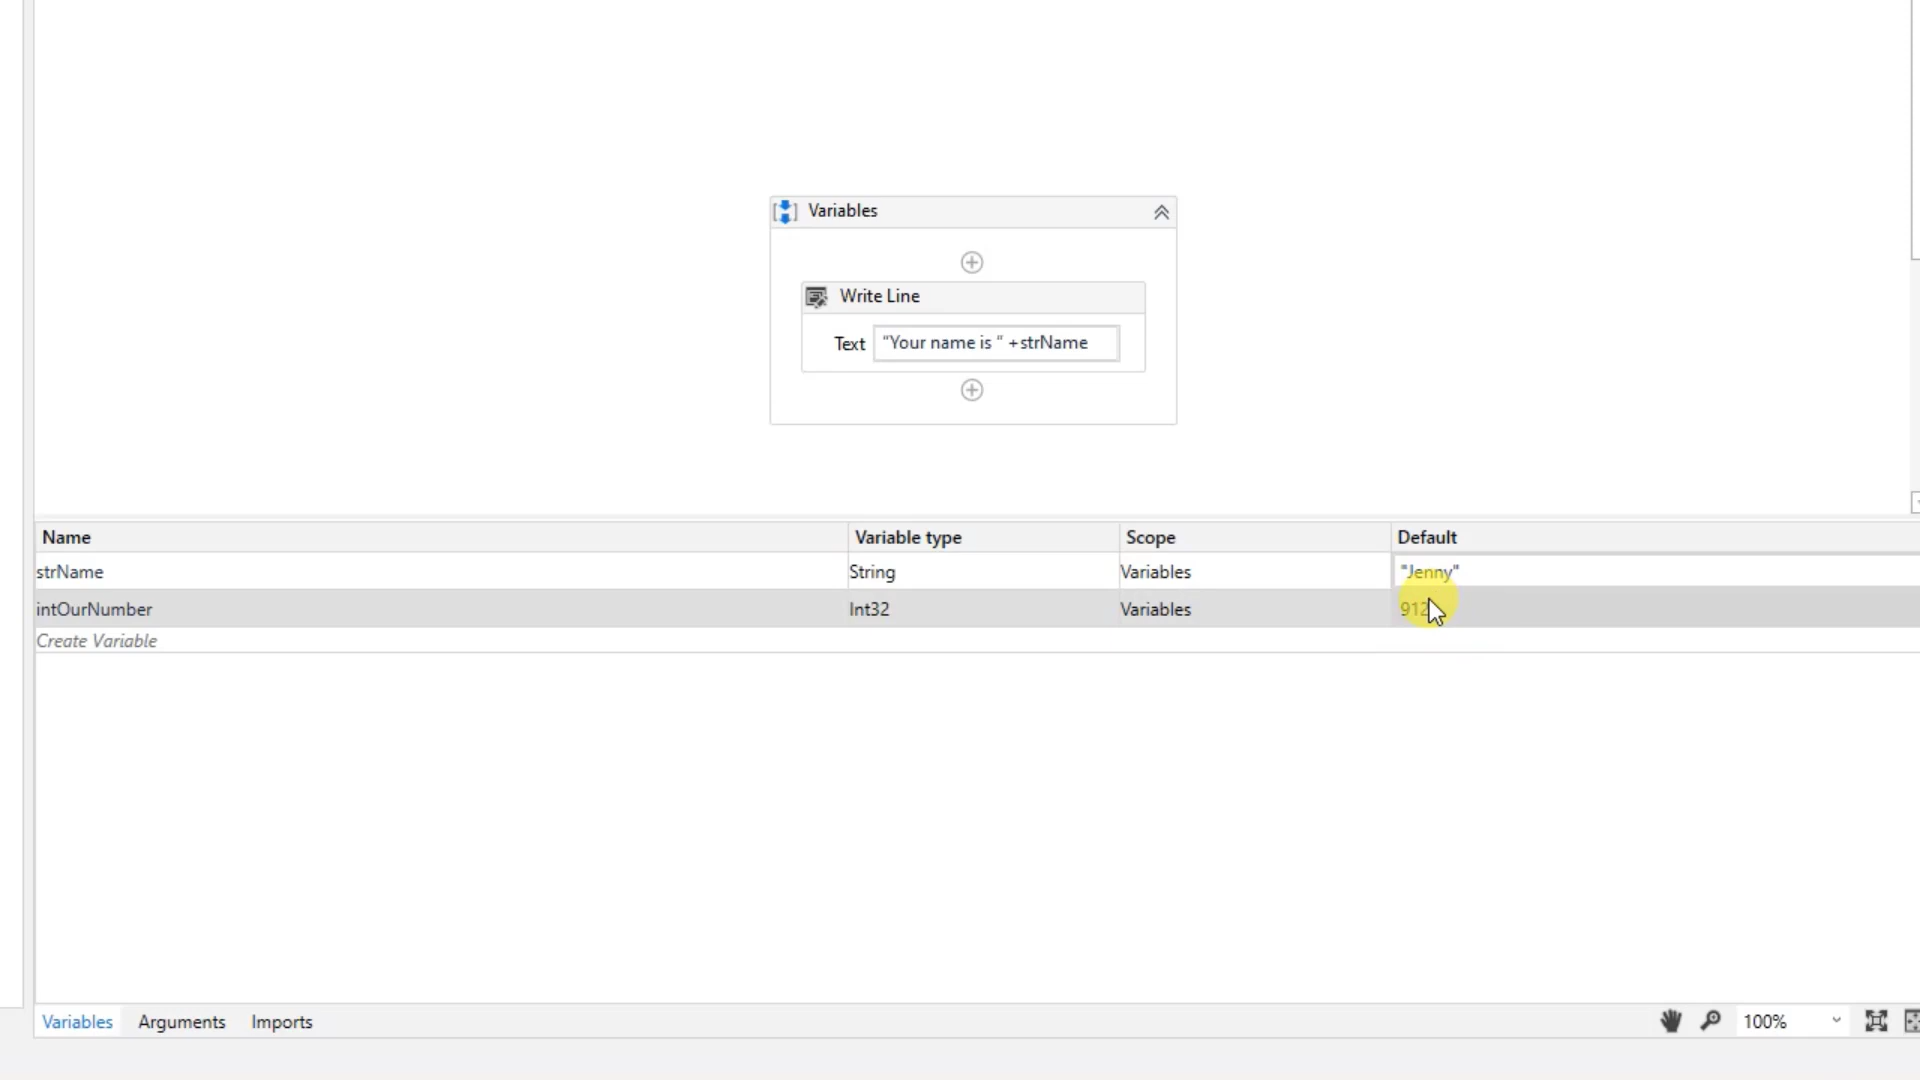 Variables
Write Line
Text "Your name is " +strName
Name Variable type Scope Default
strName String Variables "Jenny"
intOurNumber Int32 Variables 912
Create Variable
Variables Arguments Imports 100%